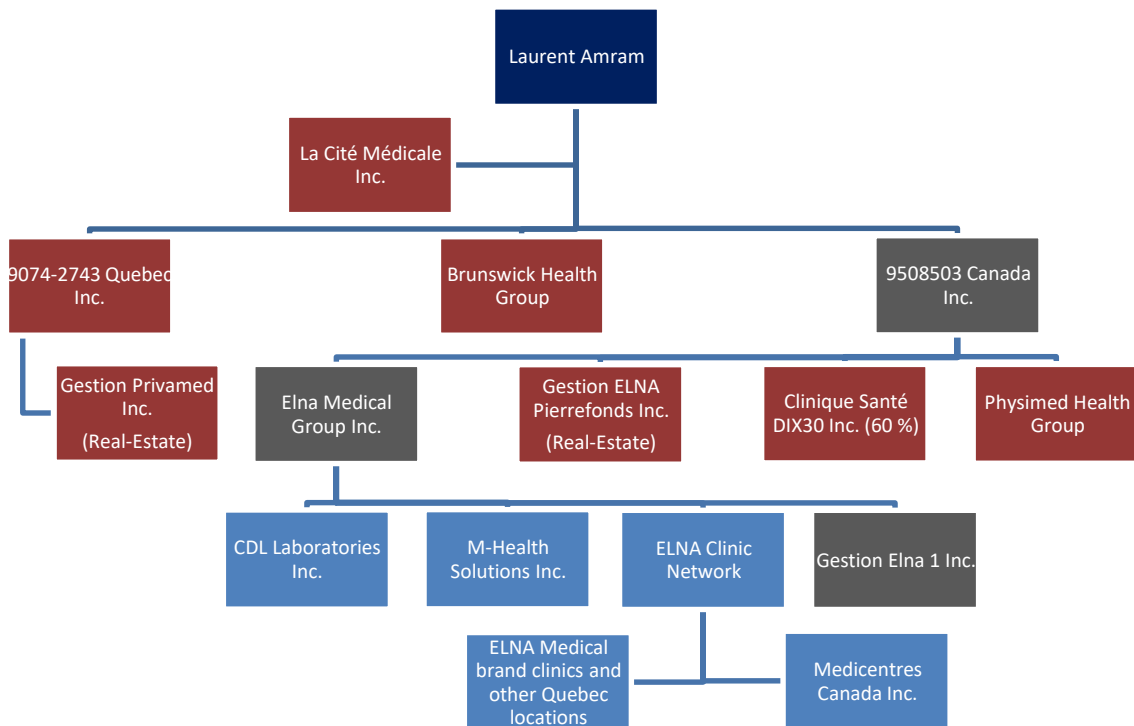 Laurent Amram
La Cité Médicale
Inc.
9074-2743 Quebec
Inc.
Brunswick Health
Group
9508503 Canada
Inc.
Gestion Privamed
Inc.
(Real-Estate)
Elna Medical
Group Inc.
Gestion ELNA
Pierrefonds Inc.
(Real-Estate)
Clinique Santé
DIX30 Inc. (60 %)
Physimed Health
Group
CDL Laboratories
Inc.
M-Health
Solutions Inc.
ELNA Clinic
Network
Gestion Elna 1 Inc.
ELNA Medical
brand clinics and
other Quebec
locations
Medicentres
Canada Inc.